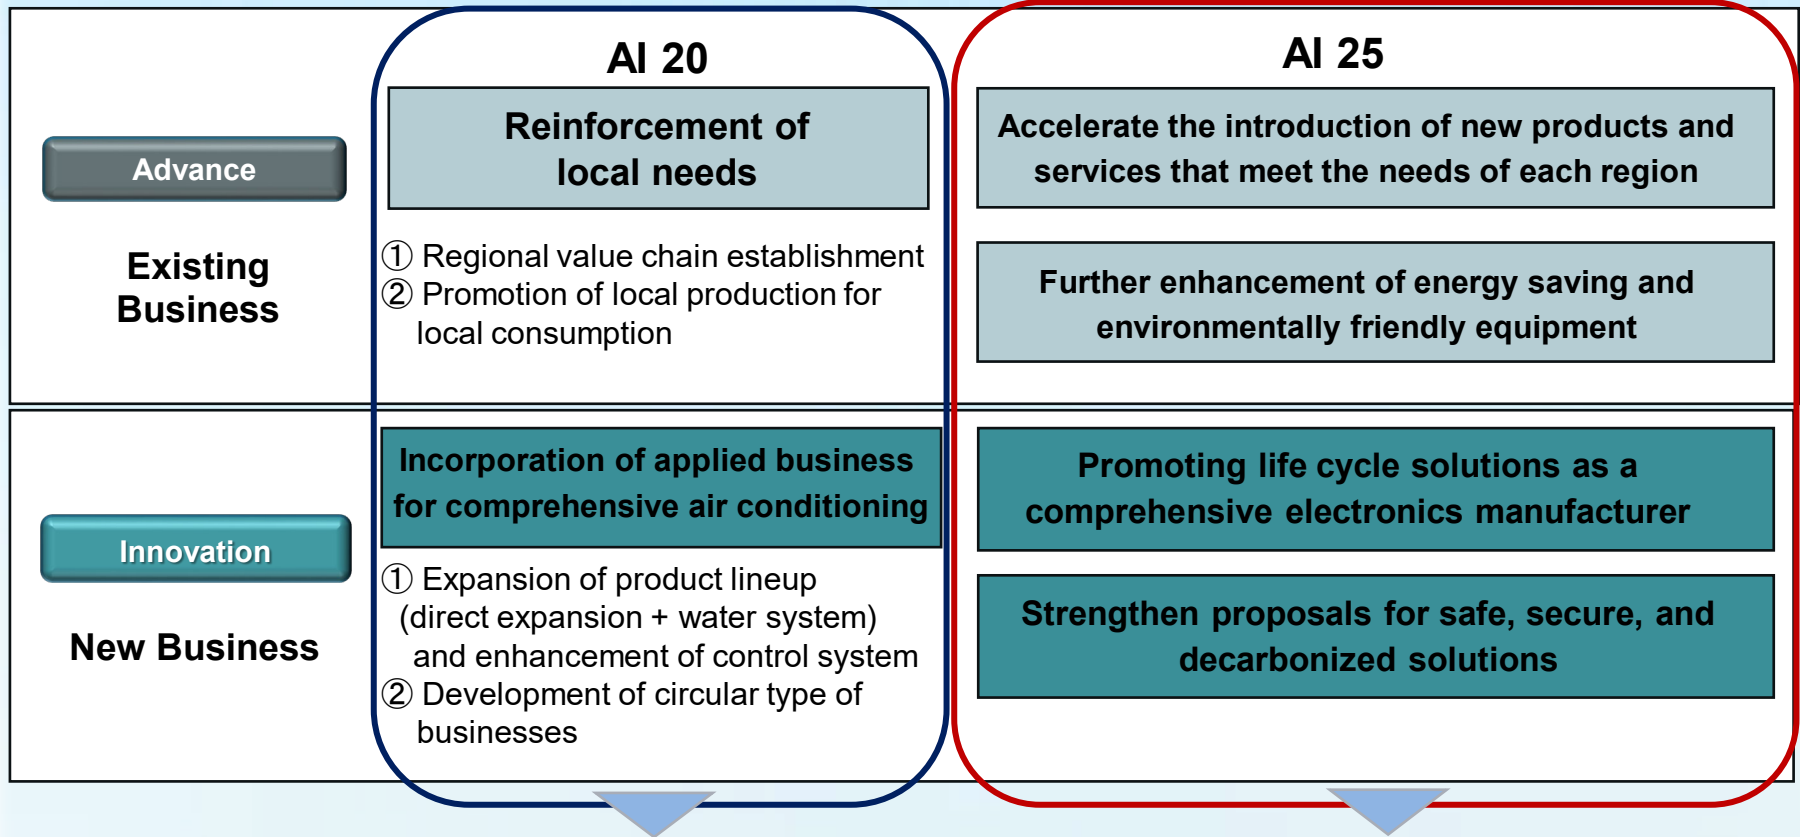 AI 20
AI 25
Advance
Existing
Business
Reinforcement of
local needs
① Regional value chain establishment
② Promotion of local production for
local consumption
Accelerate the introduction of new products and
services that meet the needs of each region
Further enhancement of energy saving and
environmentally friendly equipment
Innovation
New Business
Incorporation of applied business
for comprehensive air conditioning
① Expansion of product lineup
(direct expansion + water system)
and enhancement of control system
② Development of circular type of
businesses
Promoting life cycle solutions as a
comprehensive electronics manufacturer
Strengthen proposals for safe, secure, and
decarbonized solutions